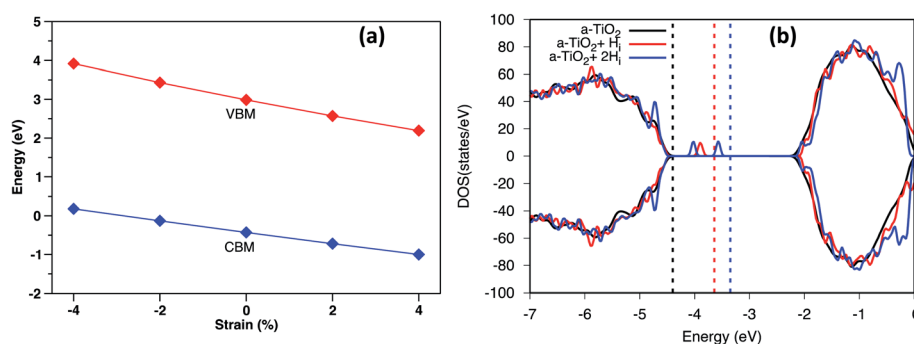 5
(a)
4
3
VBM
2
1
0
CBM
-1
-2
-4
-2
0
2
4
Energy (eV)
Strain (%)
100
a-TiO2
(b)
80
a-TiO2+ Hi
60
a-TiO2+ 2Hi
40
20
0
-20
-40
-60
-80
-100
-7
-6
-5
-4
-3
-2
-1
DOS(states/eV)
Energy (eV)